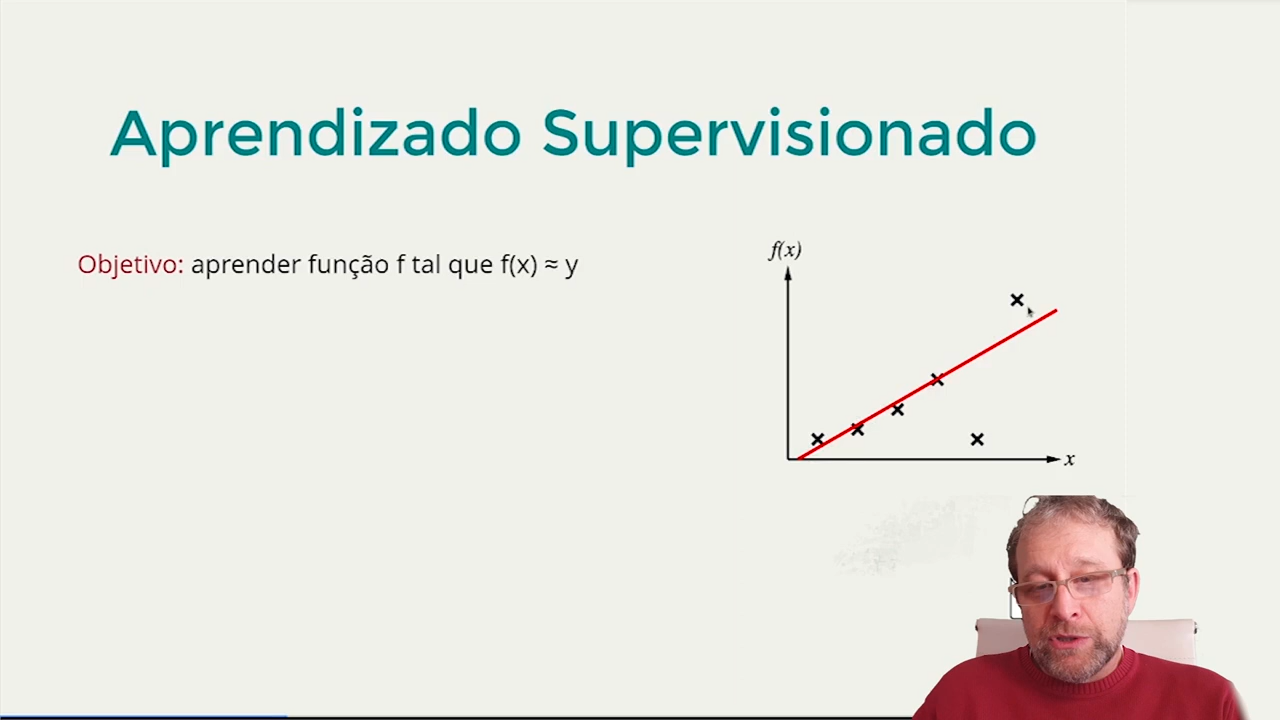 Aprendizado Supervisionado
Objetivo: aprender função f tal que f(x) ≈ y
f(x)
x